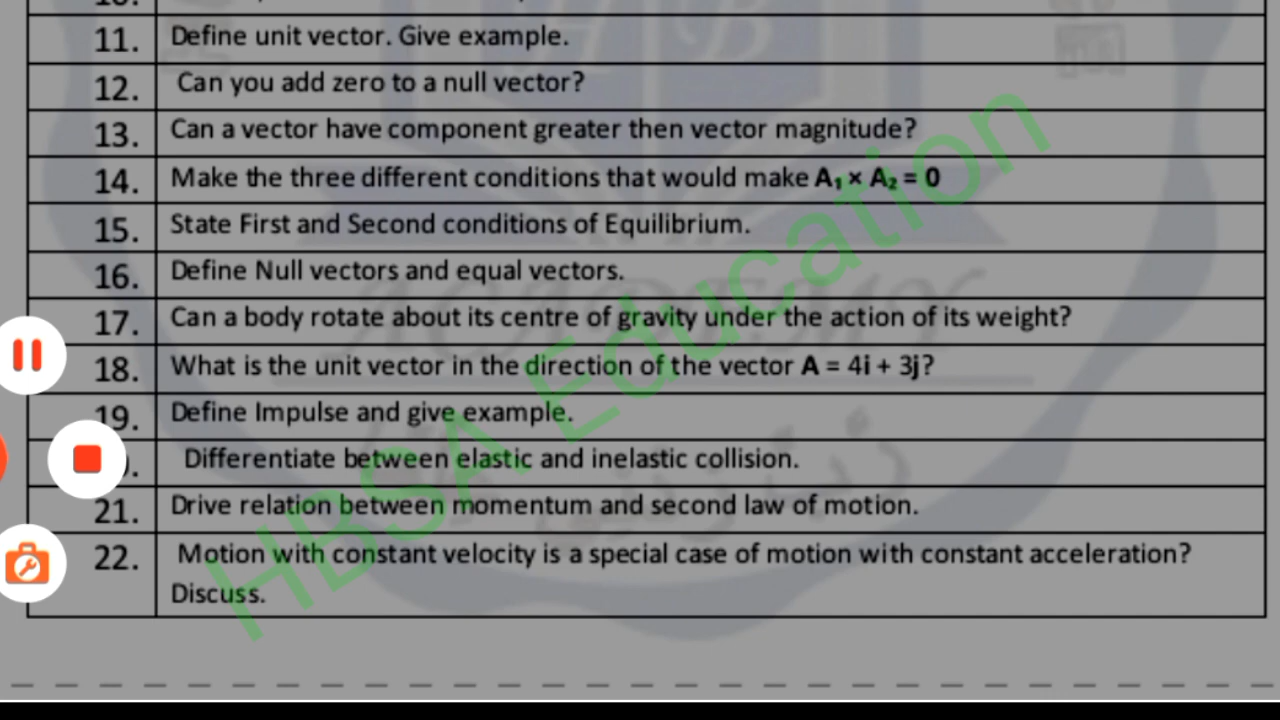 11. Define unit vector. Give example.
12. Can you add zero to a null vector?
13. Can a vector have component greater then vector magnitude?
14. Make the three different conditions that would make A₁ × A₂ = 0
15. State First and Second conditions of Equilibrium.
16. Define Null vectors and equal vectors.
17. Can a body rotate about its centre of gravity under the action of its weight?
18. What is the unit vector in the direction of the vector A = 4i + 3j?
19. Define Impulse and give example.
. Differentiate between elastic and inelastic collision.
21. Drive relation between momentum and second law of motion.
22. Motion with constant velocity is a special case of motion with constant acceleration?
Discuss.
HBSA Education
ACADEMY